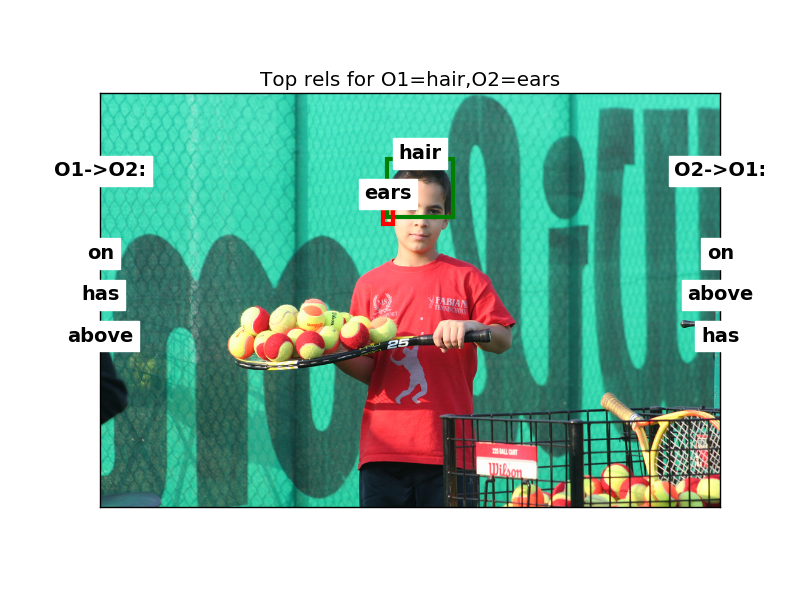 Top rels for O1=hair,O2=ears
hair
O1->O2:
O2->O1:
ears
on
on
has
above
above
has
FABIAN
25
Wilson